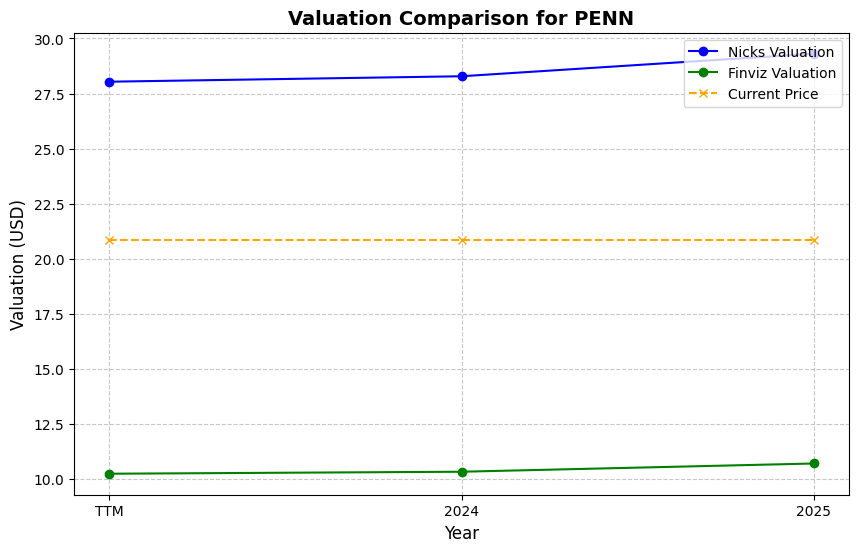 Valuation Comparison for PENN
30.0
27.5
25.0
22.5
20.0
17.5
15.0
12.5
10.0
Valuation (USD)
Nicks Valuation
Finviz Valuation
Current Price
TTM
2024
2025
Year